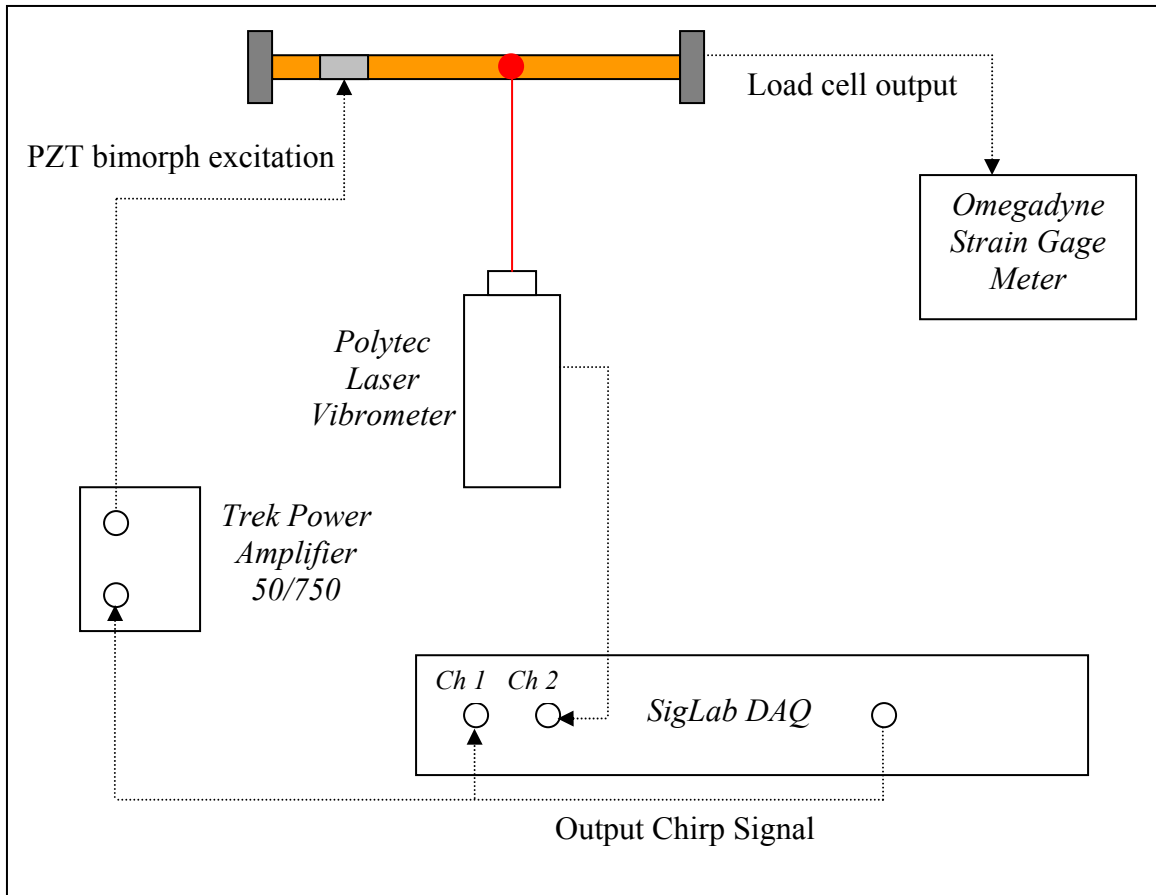 Load cell output
PZT bimorph excitation
Omegadyne
Strain Gage
Meter
Polytec
Laser
Vibrometer
Trek Power
Amplifier
50/750
Ch 1 Ch 2
SigLab DAQ
Output Chirp Signal